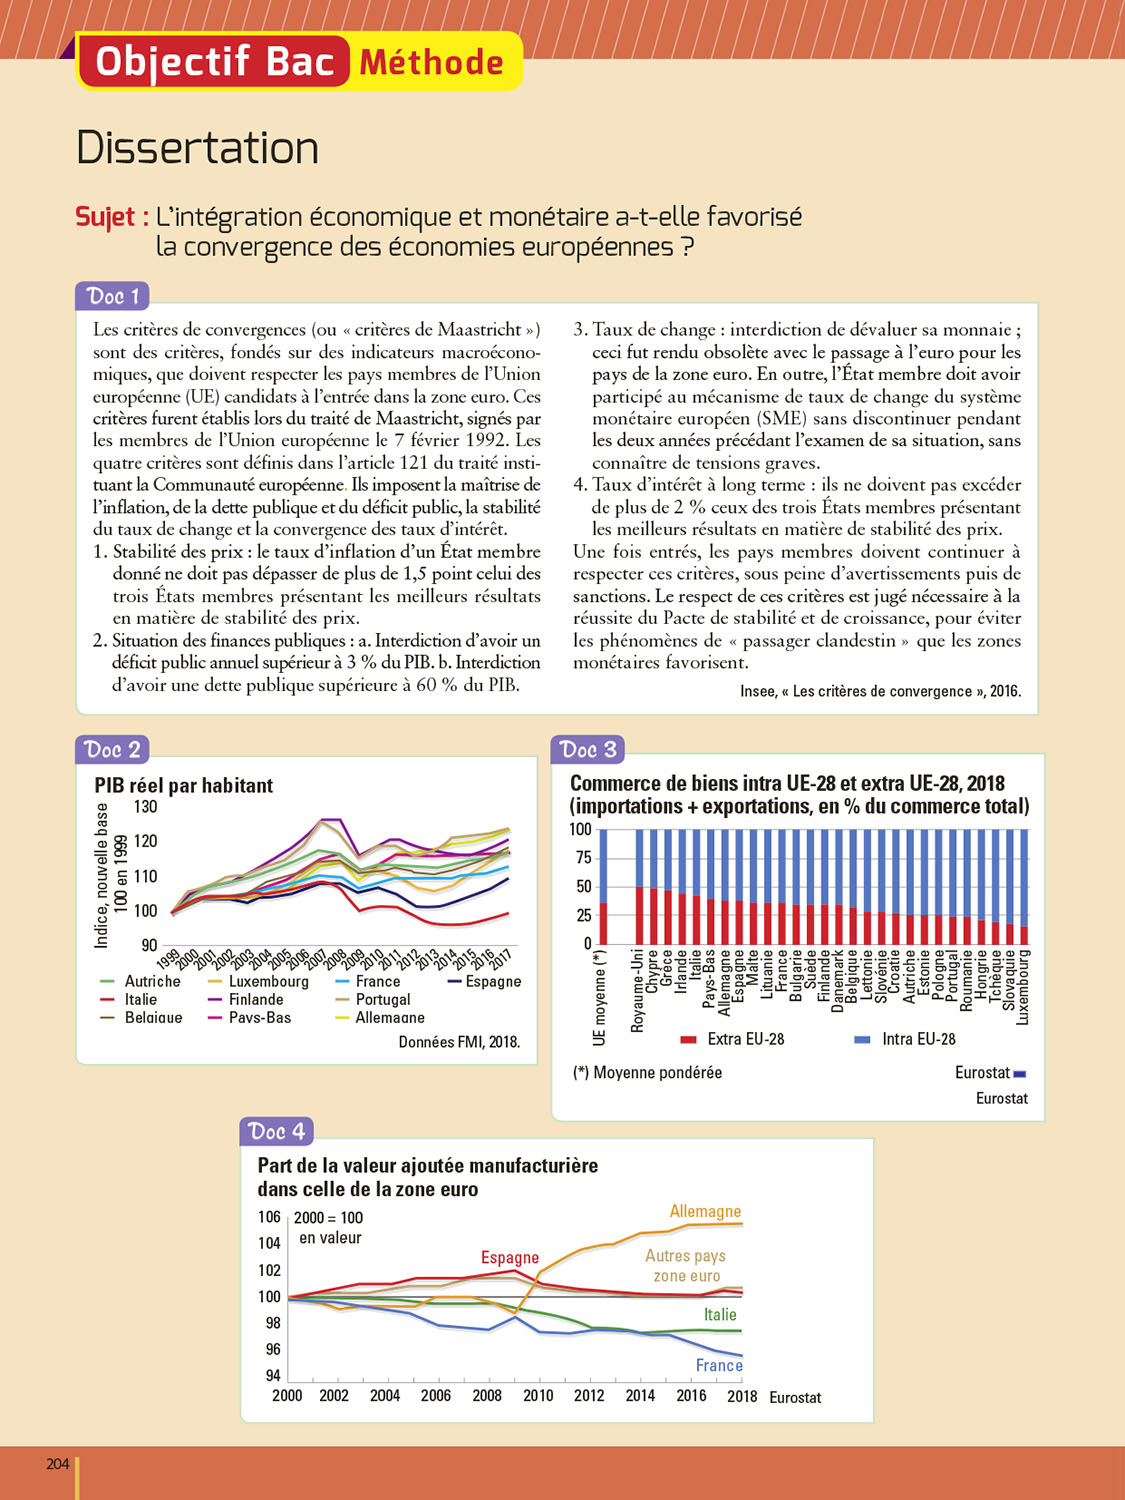 Objectif Bac Méthode
Dissertation
Sujet : L'intégration économique et monétaire a-t-elle favorisé
la convergence des économies européennes ?
Doc 1
Les critères de convergences (ou « critères de Maastricht »)
sont des critères, fondés sur des indicateurs macroécono-
miques, que doivent respecter les pays membres de l'Union
européenne (UE) candidats à l'entrée dans la zone euro. Ces
critères furent établis lors du traité de Maastricht, signés par
les membres de l'Union européenne le 7 février 1992. Les
quatre critères sont définis dans l'article 121 du traité insti-
tuant la Communauté européenne. Ils imposent la maîtrise de
l'inflation, de la dette publique et du déficit public, la stabilité
du taux de change et la convergence des taux d'intérêt.
1. Stabilité des prix : le taux d'inflation d'un État membre
donné ne doit pas dépasser de plus de 1,5 point celui des
trois États membres présentant les meilleurs résultats
en matière de stabilité des prix.
2. Situation des finances publiques : a. Interdiction d'avoir un
déficit public annuel supérieur à 3 % du PIB. b. Interdiction
d'avoir une dette publique supérieure à 60 % du PIB.
3. Taux de change : interdiction de dévaluer sa monnaie ;
ceci fut rendu obsolète avec le passage à l'euro pour les
pays de la zone euro. En outre, l'État membre doit avoir
participé au mécanisme de taux de change du système
monétaire européen (SME) sans discontinuer pendant
les deux années précédant l'examen de sa situation, sans
connaître de tensions graves.
4. Taux d'intérêt à long terme : ils ne doivent pas excéder
de plus de 2 % ceux des trois États membres présentant
les meilleurs résultats en matière de stabilité des prix.
Une fois entrés, les pays membres doivent continuer à
respecter ces critères, sous peine d'avertissements puis de
sanctions. Le respect de ces critères est jugé nécessaire à la
réussite du Pacte de stabilité et de croissance, pour éviter
les phénomènes de « passager clandestin » que les zones
monétaires favorisent.
Insee, « Les critères de convergence », 2016.
Doc 2
PIB réel par habitant
Indice, nouvelle base
100 en 1999
130
120
110
100
90
1999 2000 2001 2002 2003 2004 2005 2006 2007 2008 2009 2010 2011 2012 2013 2014 2015 2016 2017
Autriche Luxembourg France Espagne
Italie Finlande Portugal
Belgique Pays-Bas Allemagne
Données FMI, 2018.
Doc 3
Commerce de biens intra UE-28 et extra UE-28, 2018
(importations + exportations, en % du commerce total)
100
75
50
25
0
UE moyenne (*)
Royaume-Uni
Chypre
Grèce
Irlande
Italie
Pays-Bas
Allemagne
Espagne
Malte
Lituanie
France
Bulgarie
Suède
Finlande
Danemark
Belgique
Lettonie
Slovénie
Croatie
Autriche
Estonie
Pologne
Portugal
Roumanie
Hongrie
Tchèque
Slovaquie
Luxembourg
Extra EU-28 Intra EU-28
(*) Moyenne pondérée Eurostat
Eurostat
Doc 4
Part de la valeur ajoutée manufacturière
dans celle de la zone euro
106
104
102
100
98
96
94
2000 = 100
en valeur
Allemagne
Espagne
Autres pays
zone euro
Italie
France
2000 2002 2004 2006 2008 2010 2012 2014 2016 2018 Eurostat
204